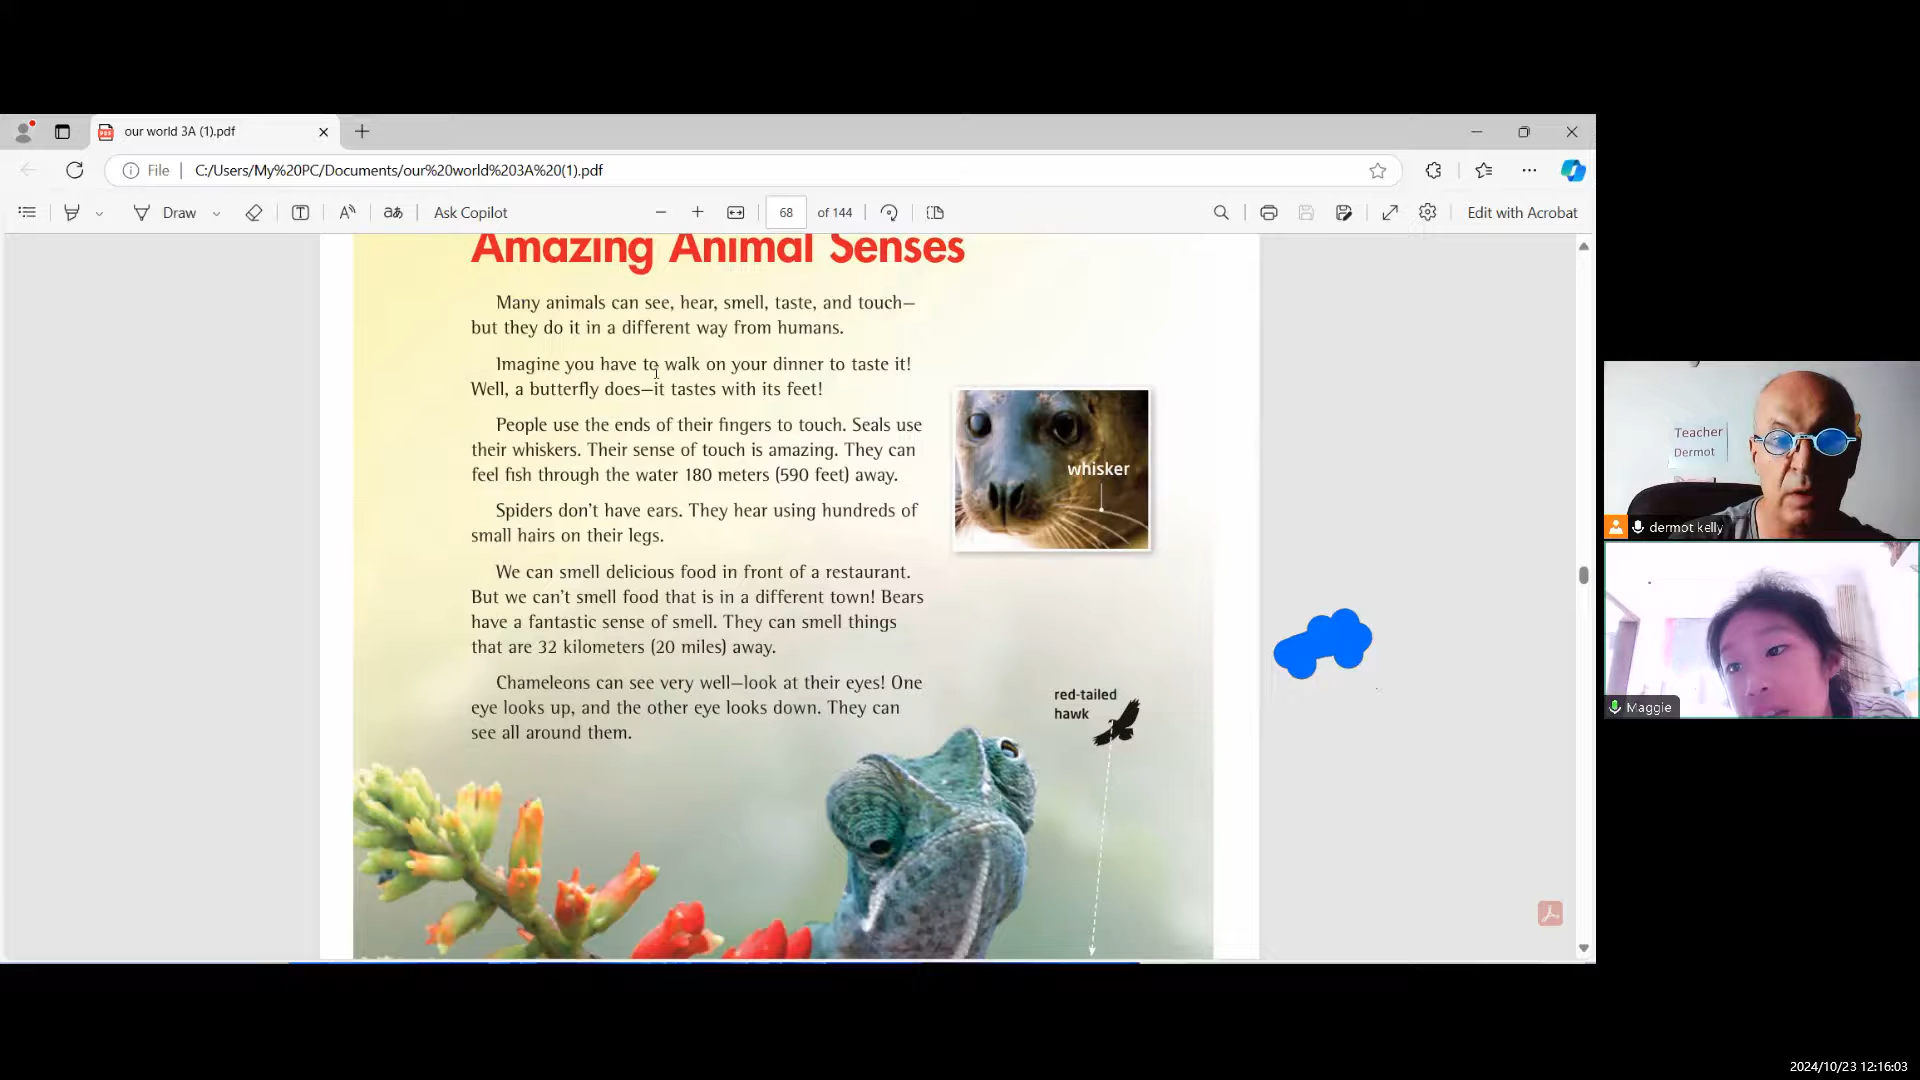 our world 3A (1).pdf
File
C:/Users/My%20PC/Documents/our%20world%203A%20(1).pdf
Draw
Ask Copilot
68
of 144
Edit with Acrobat
Amazing Animal Senses
Many animals can see, hear, smell, taste, and touch—
but they do it in a different way from humans.
Imagine you have to walk on your dinner to taste it!
Well, a butterfly does—it tastes with its feet!
People use the ends of their fingers to touch. Seals use
their whiskers. Their sense of touch is amazing. They can
feel fish through the water 180 meters (590 feet) away.
whisker
Spiders don't have ears. They hear using hundreds of
small hairs on their legs.
We can smell delicious food in front of a restaurant.
But we can't smell food that is in a different town! Bears
have a fantastic sense of smell. They can smell things
that are 32 kilometers (20 miles) away.
Chameleons can see very well—look at their eyes! One
eye looks up, and the other eye looks down. They can
see all around them.
red-tailed
hawk
Teacher
Dermot
dermot kelly
Maggie
2024/10/23 12:16:03